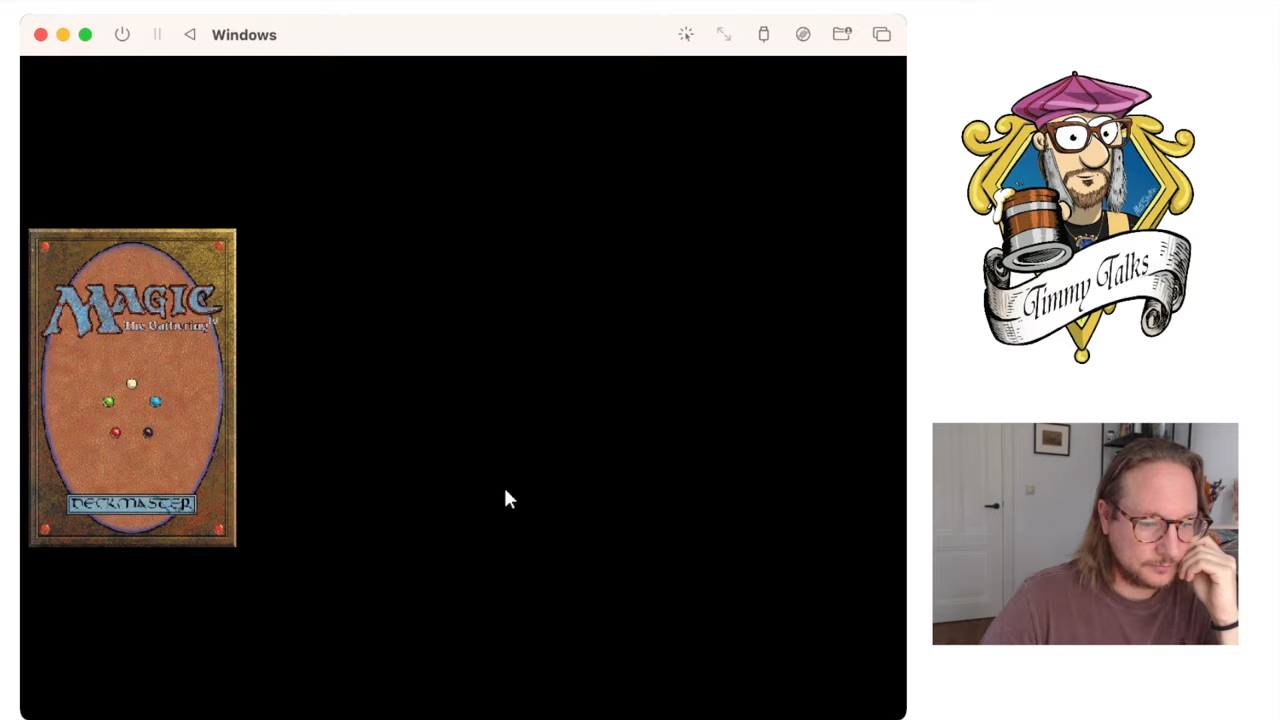 Windows
MAGIC
The Gathering
DECKMASTER
Timmy Talks